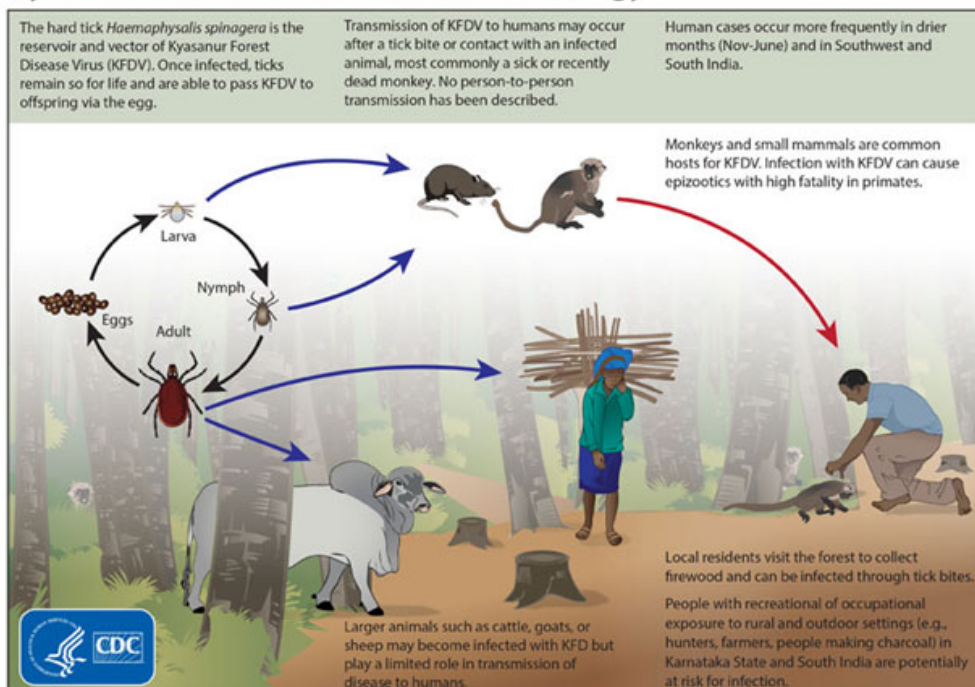 The hard tick Haemaphysalis spinagera is the
reservoir and vector of Kyasanur Forest
Disease Virus (KFDV). Once infected, ticks
remain so for life and are able to pass KFDV to
offspring via the egg.
Transmission of KFDV to humans may occur
after a tick bite or contact with an infected
animal, most commonly a sick or recently
dead monkey. No person-to-person
transmission has been described.
Human cases occur more frequently in drier
months (Nov-June) and in Southwest and
South India.
Monkeys and small mammals are common
hosts for KFDV. Infection with KFDV can cause
epizootics with high fatality in primates.
Larva
Nymph
Eggs
Adult
Local residents visit the forest to collect
firewood and can be infected through tick bites.
People with recreational of occupational
exposure to rural and outdoor settings (e.g.,
hunters, farmers, people making charcoal) in
Karnataka State and South India are potentially
at risk for infection.
Larger animals such as cattle, goats, or
sheep may become infected with KFD but
play a limited role in transmission of
disease to humans.
CDC